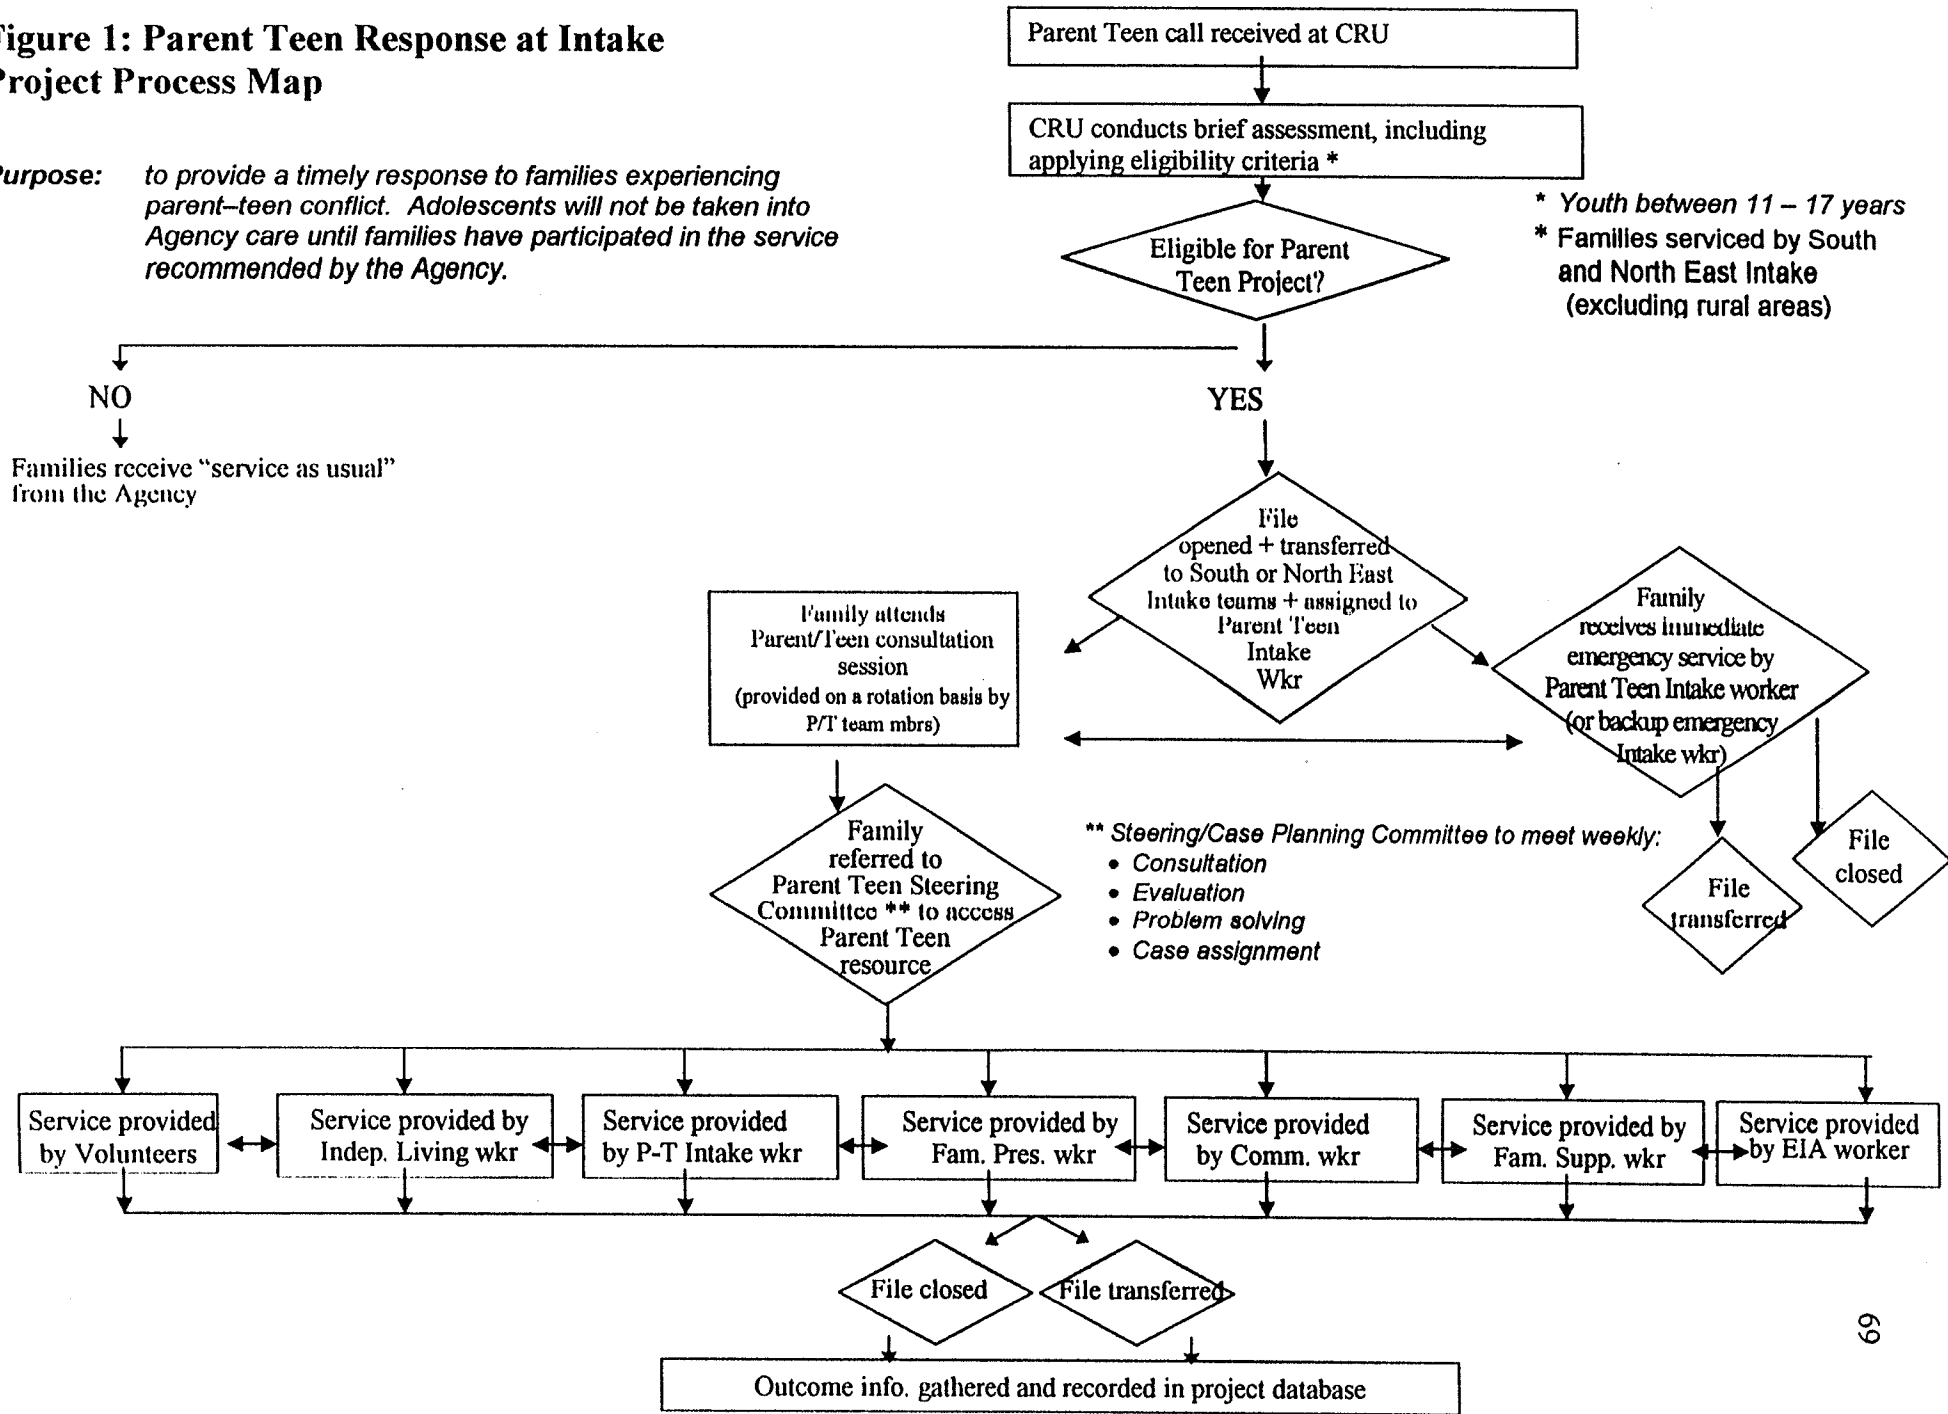 Figure 1: Parent Teen Response at Intake
Project Process Map
Purpose: to provide a timely response to families experiencing
parent–teen conflict. Adolescents will not be taken into
Agency care until families have participated in the service
recommended by the Agency.
Parent Teen call received at CRU
CRU conducts brief assessment, including
applying eligibility criteria *
* Youth between 11 – 17 years
* Families serviced by South
and North East Intake
(excluding rural areas)
Eligible for Parent
Teen Project?
NO
YES
Families receive “service as usual”
from the Agency
File
opened + transferred
to South or North East
Intake teams + assigned to
Parent Teen
Intake
Wkr
Family attends
Parent/Teen consultation
session
(provided on a rotation basis by
P/T team mbrs)
Family
receives immediate
emergency service by
Parent Teen Intake worker
(or backup emergency
Intake wkr)
Family
referred to
Parent Teen Steering
Committee ** to access
Parent Teen
resource
** Steering/Case Planning Committee to meet weekly:
• Consultation
• Evaluation
• Problem solving
• Case assignment
File
transferred
File
closed
Service provided
by Volunteers
Service provided by
Indep. Living wkr
Service provided
by P-T Intake wkr
Service provided by
Fam. Pres. wkr
Service provided
by Comm. wkr
Service provided by
Fam. Supp. wkr
Service provided
by EIA worker
File closed
File transferred
Outcome info. gathered and recorded in project database
69